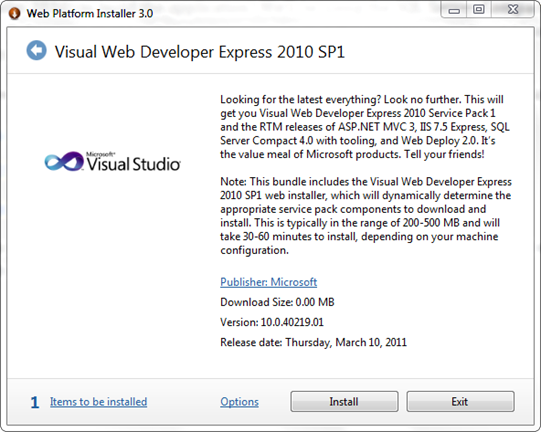 Web Platform Installer 3.0
Visual Web Developer Express 2010 SP1
Looking for the latest everything? Look no further. This will
get you Visual Web Developer Express 2010 Service Pack 1
and the RTM releases of ASP.NET MVC 3, IIS 7.5 Express, SQL
Server Compact 4.0 with tooling, and Web Deploy 2.0. It's
the value meal of Microsoft products. Tell your friends!
Microsoft®
Visual Studio®
Note: This bundle includes the Visual Web Developer Express
2010 SP1 web installer, which will dynamically determine the
appropriate service pack components to download and
install. This is typically in the range of 200-500 MB and will
take 30-60 minutes to install, depending on your machine
configuration.
Publisher: Microsoft
Download Size: 0.00 MB
Version: 10.0.40219.01
Release date: Thursday, March 10, 2011
1 Items to be installed
Options
Install
Exit